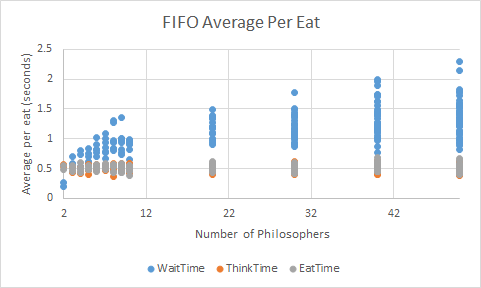 FIFO Average Per Eat
2.5
2
1.5
1
0.5
0
Average per eat (seconds)
2 12 22 32 42
Number of Philosophers
WaitTime ThinkTime EatTime